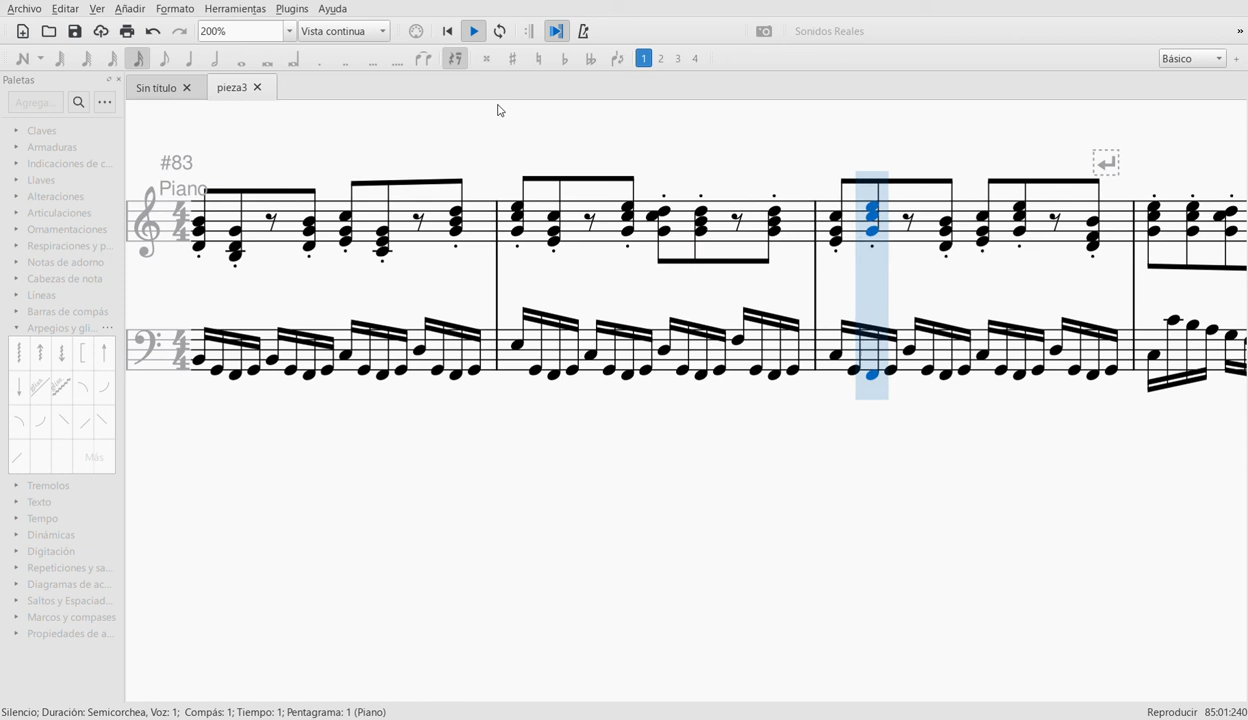 Archivo Editar Ver Añadir Formato Herramientas Plugins Ayuda
200% Vista continua Sonidos Reales »
1 2 3 4 Básico +
Paletas
Sin título pieza3
Agrega...
Claves
Armaduras
Indicaciones de c...
Llaves
Alteraciones
Articulaciones
Ornamentaciones
Respiraciones y p...
Notas de adorno
Cabezas de nota
Líneas
Barras de compás
Arpegios y gli...
Más
Tremolos
Texto
Tempo
Dinámicas
Digitación
Repeticiones y sa...
Diagramas de ac...
Saltos y Espaciad...
Marcos y compases
Propiedades de a...
#83
Piano
Silencio; Duración: Semicorchea, Voz: 1; Compás: 1; Tiempo: 1; Pentagrama: 1 (Piano) Reproducir 85:01:240